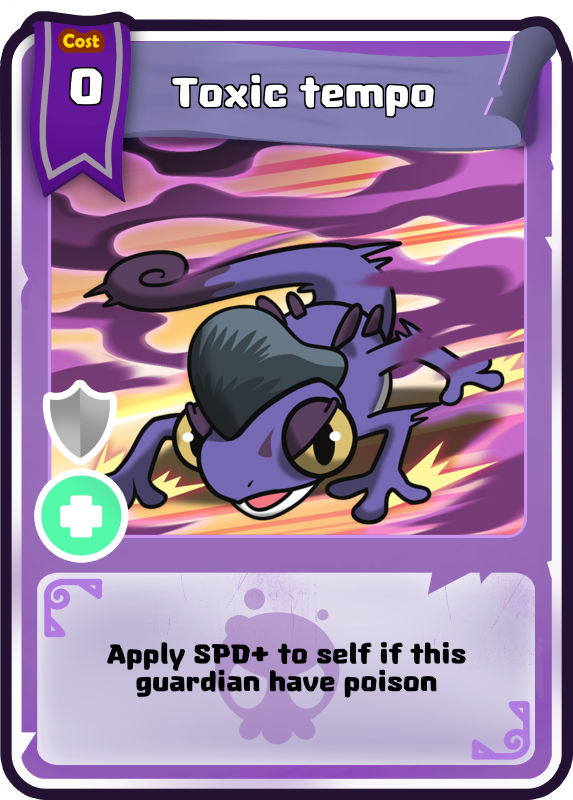 Cost
0
Toxic tempo
Apply SPD+ to self if this
guardian have poison